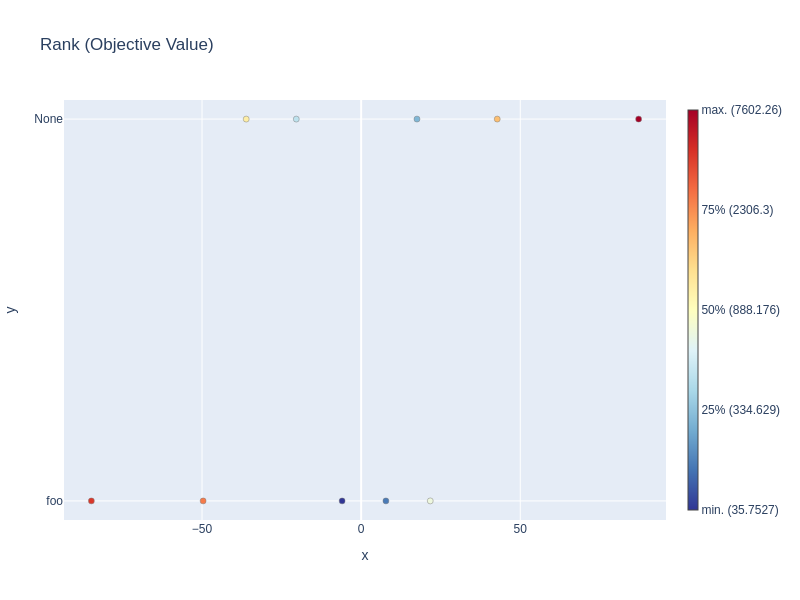 Rank (Objective Value)
None
foo
y
−50
0
50
x
max. (7602.26)
75% (2306.3)
50% (888.176)
25% (334.629)
min. (35.7527)